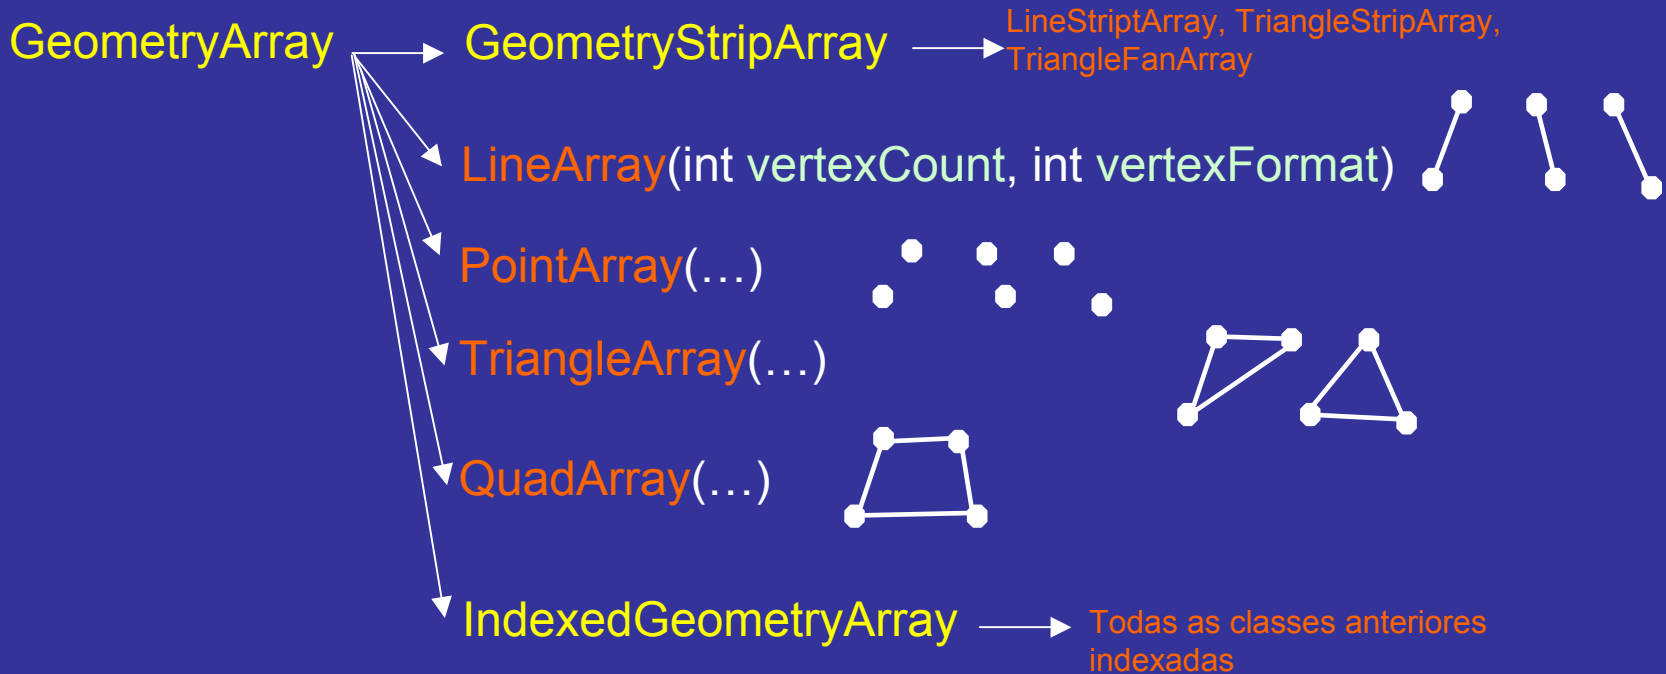 GeometryArray
GeometryStripArray
LineStriptArray, TriangleStripArray,
TriangleFanArray
LineArray(int vertexCount, int vertexFormat)
PointArray(…)
TriangleArray(…)
QuadArray(…)
IndexedGeometryArray
Todas as classes anteriores
indexadas